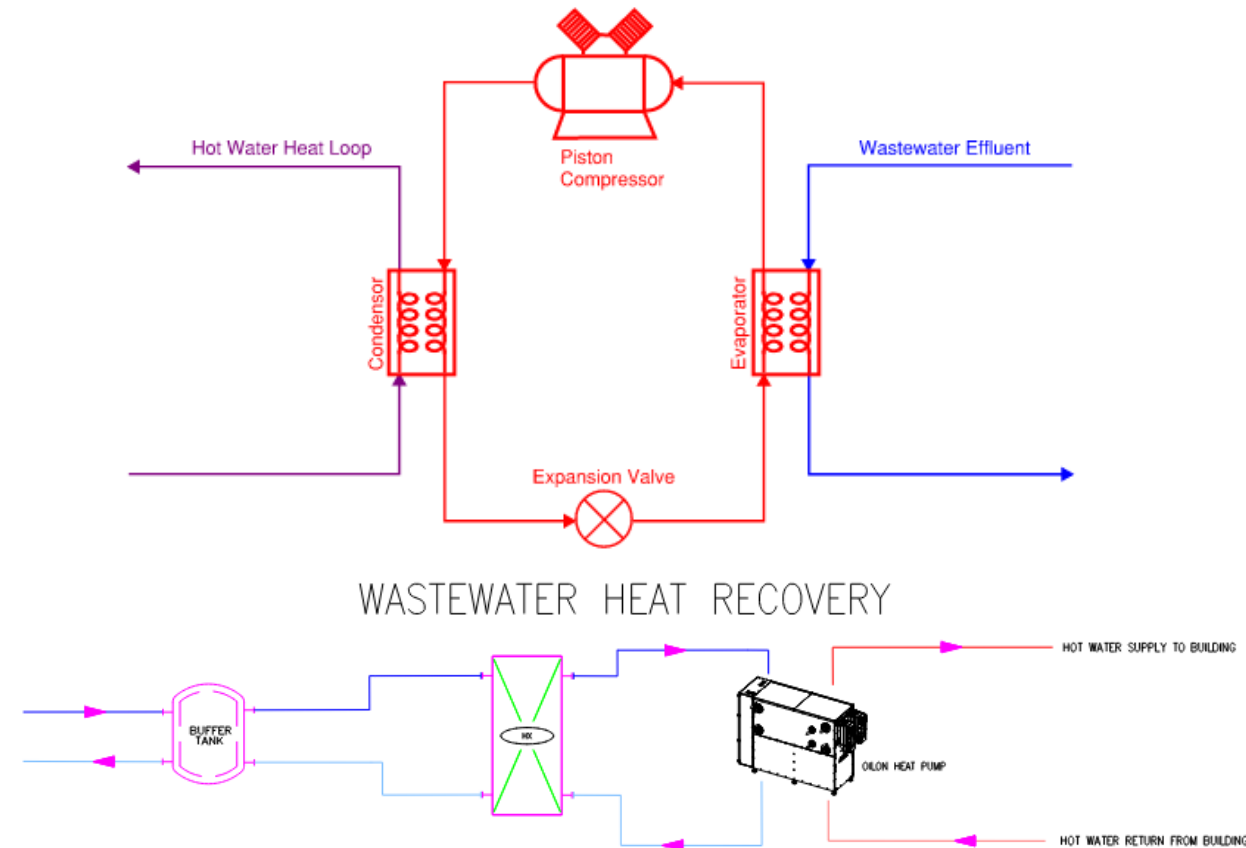 Hot Water Heat Loop
Wastewater Effluent
Piston
Compressor
Condensor
Evaporator
Expansion Valve
WASTEWATER HEAT RECOVERY
HOT WATER SUPPLY TO BUILDING
BUFFER
TANK
HX
OILON HEAT PUMP
HOT WATER RETURN FROM BUILDING